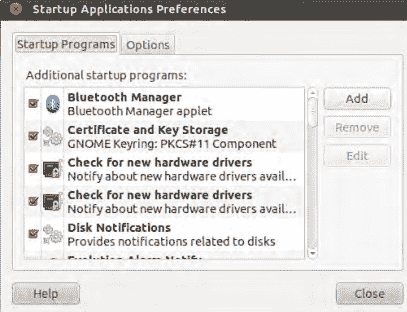 Startup Applications Preferences
Startup Programs
Options
Additional startup programs:
Bluetooth Manager
Bluetooth Manager applet
Certificate and Key Storage
GNOME Keyring: PKCS#11 Component
Check for new hardware drivers
Notify about new hardware drivers avail...
Check for new hardware drivers
Notify about new hardware drivers avail...
Disk Notifications
Provides notifications related to disks
Evolution Alarm Notify
Add
Remove
Edit
Help
Close